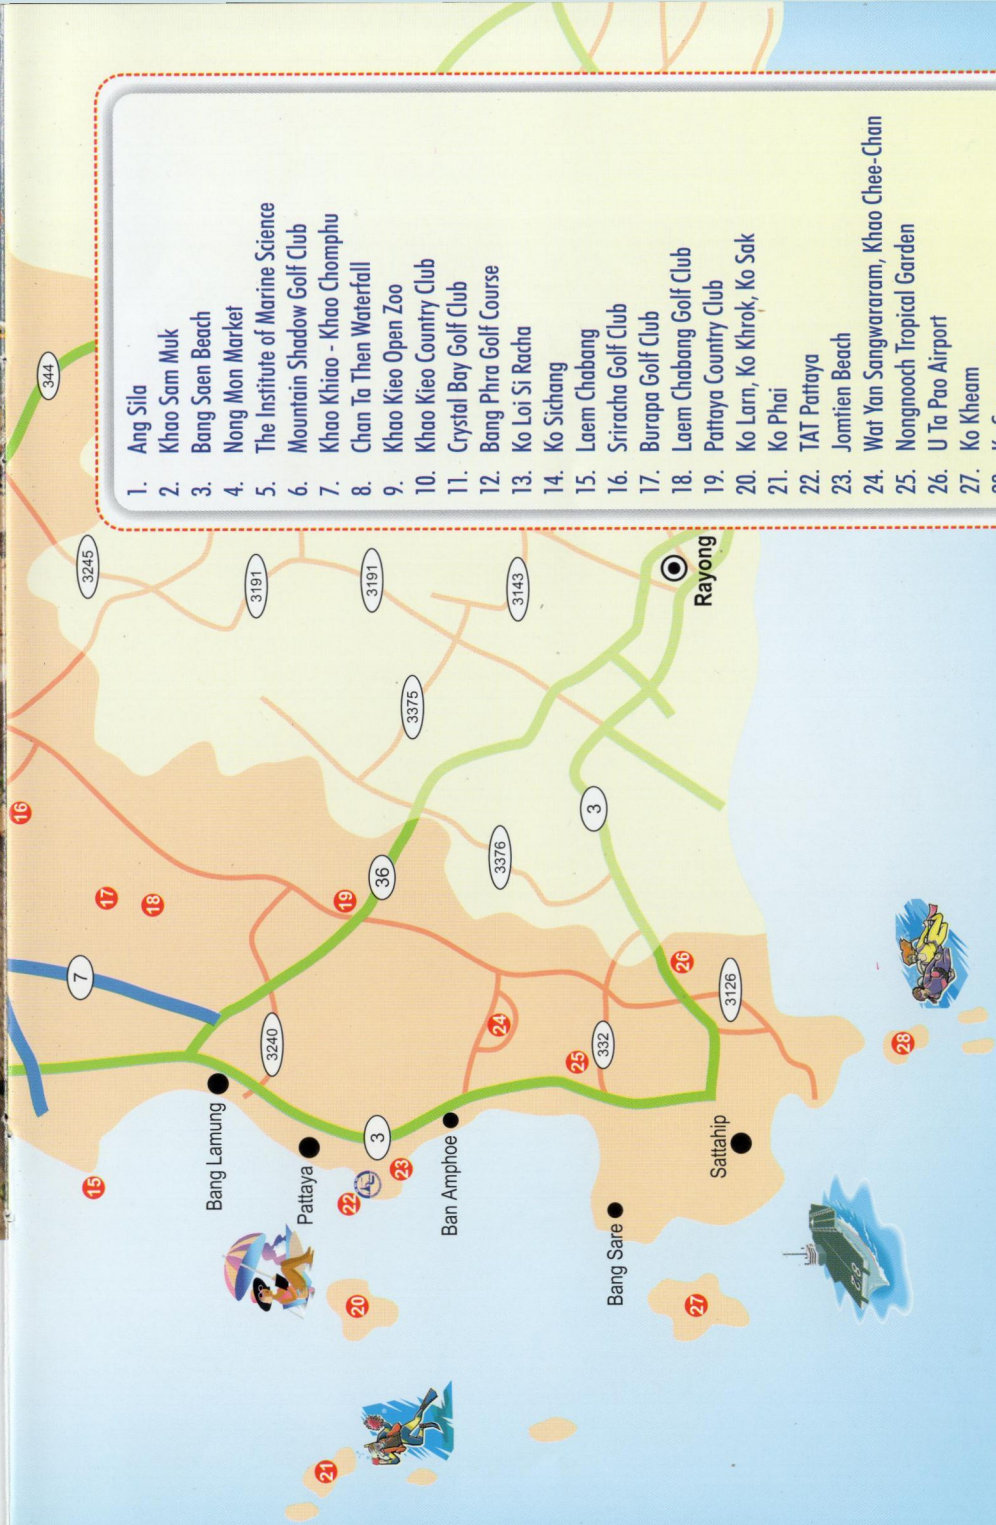 344
3245
3191
3191
3143
3375
36
3376
3
7
3240
3
332
3126
Rayong
Bang Lamung
Pattaya
Ban Amphoe
Bang Sare
Sattahip
15
16
17
18
19
20
21
22
23
24
25
26
27
28
78
1. Ang Sila
2. Khao Sam Muk
3. Bang Saen Beach
4. Nong Mon Market
5. The Institute of Marine Science
6. Mountain Shadow Golf Club
7. Khao Khiao - Khao Chomphu
8. Chan Ta Then Waterfall
9. Khao Kieo Open Zoo
10. Khao Kieo Country Club
11. Crystal Bay Golf Club
12. Bang Phra Golf Course
13. Ko Loi Si Racha
14. Ko Sichang
15. Laem Chabang
16. Sriracha Golf Club
17. Burapa Golf Club
18. Laem Chabang Golf Club
19. Pattaya Country Club
20. Ko Larn, Ko Khrok, Ko Sak
21. Ko Phai
22. TAT Pattaya
23. Jomtien Beach
24. Wat Yan Sangwararam, Khao Chee-Chan
25. Nongnooch Tropical Garden
26. U Ta Pao Airport
27. Ko Kheam